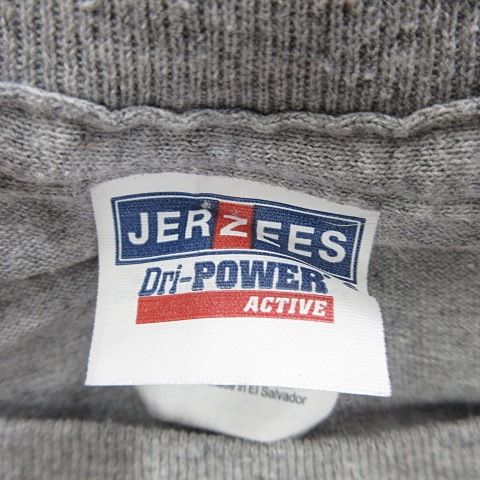 JERZEES
Dri-POWER
ACTIVE
in El Salvador